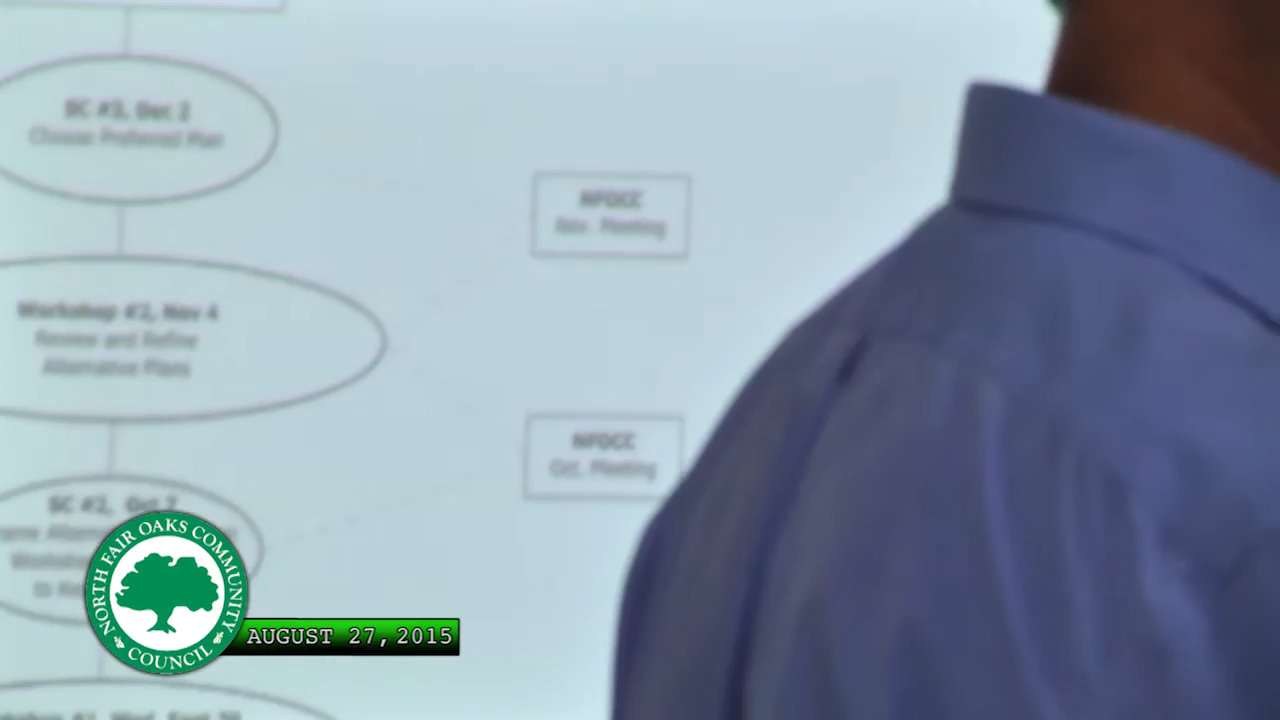 SC #3, Dec 2
Choose Preferred Plan
NFOCC
Nov. Meeting
Workshop #2, Nov 4
Review and Refine
Alternative Plans
NFOCC
Oct. Meeting
SC #2, Oct 7
NORTH FAIR OAKS COMMUNITY
COUNCIL
AUGUST 27, 2015